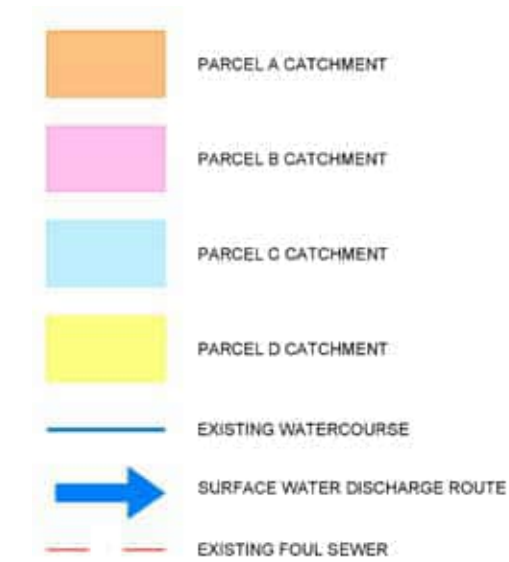 PARCEL A CATCHMENT
PARCEL B CATCHMENT
PARCEL C CATCHMENT
PARCEL D CATCHMENT
EXISTING WATERCOURSE
SURFACE WATER DISCHARGE ROUTE
EXISTING FOUL SEWER